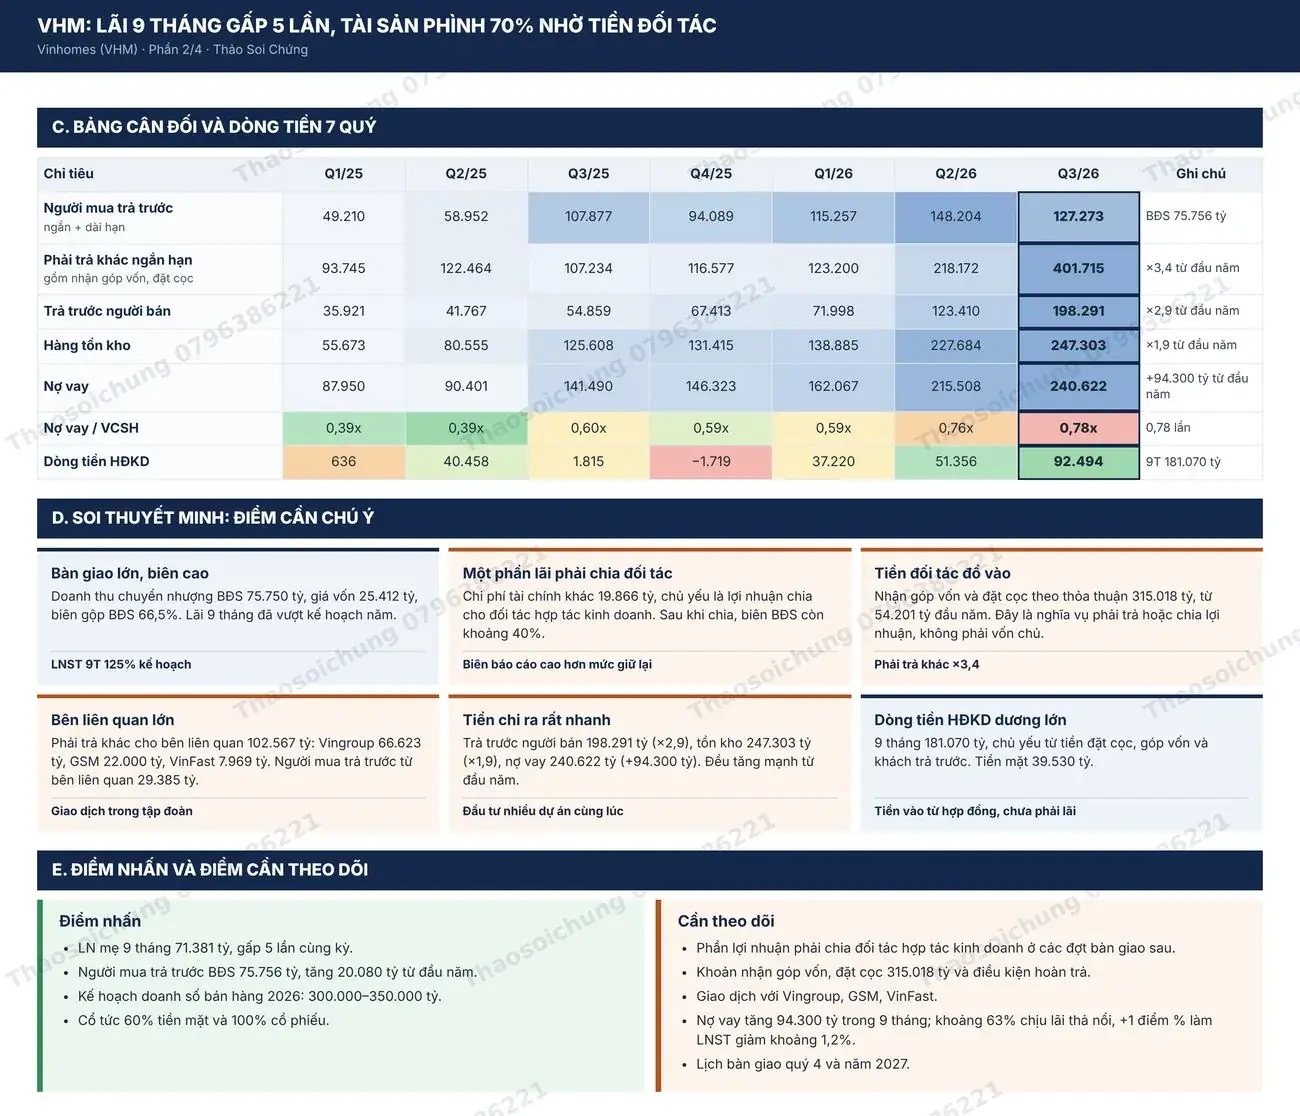 VHM: LÃI 9 THÁNG GẤP 5 LẦN, TÀI SẢN PHÌNH 70% NHỜ TIỀN ĐỐI TÁC
Vinhomes (VHM) · Phần 2/4 · Thảo Soi Chứng
C. BẢNG CÂN ĐỐI VÀ DÒNG TIỀN 7 QUÝ
Chỉ tiêu Q1/25 Q2/25 Q3/25 Q4/25 Q1/26 Q2/26 Q3/26 Ghi chú
Người mua trả trước 49.210 58.952 107.877 94.089 115.257 148.204 127.273 BĐS 75.756 tỷ
ngắn + dài hạn
Phải trả khác ngắn hạn 93.745 122.464 107.234 116.577 123.200 218.172 401.715 ×3,4 từ đầu năm
gồm nhận góp vốn, đặt cọc
Trả trước người bán 35.921 41.767 54.859 67.413 71.998 123.410 198.291 ×2,9 từ đầu năm
Hàng tồn kho 55.673 80.555 125.608 131.415 138.885 227.684 247.303 ×1,9 từ đầu năm
Nợ vay 87.950 90.401 141.490 146.323 162.067 215.508 240.622 +94.300 tỷ từ đầu
năm
Nợ vay / VCSH 0,39x 0,39x 0,60x 0,59x 0,59x 0,76x 0,78x 0,78 lần
Dòng tiền HĐKD 636 40.458 1.815 −1.719 37.220 51.356 92.494 9T 181.070 tỷ
D. SOI THUYẾT MINH: ĐIỂM CẦN CHÚ Ý
Bàn giao lớn, biên cao
Doanh thu chuyển nhượng BĐS 75.750 tỷ, giá vốn 25.412 tỷ,
biên gộp BĐS 66,5%. Lãi 9 tháng đã vượt kế hoạch năm.
LNST 9T 125% kế hoạch
Một phần lãi phải chia đối tác
Chi phí tài chính khác 19.866 tỷ, chủ yếu là lợi nhuận chia
cho đối tác hợp tác kinh doanh. Sau khi chia, biên BĐS còn
khoảng 40%.
Biên báo cáo cao hơn mức giữ lại
Tiền đối tác đổ vào
Nhận góp vốn và đặt cọc theo thỏa thuận 315.018 tỷ, từ
54.201 tỷ đầu năm. Đây là nghĩa vụ phải trả hoặc chia lợi
nhuận, không phải vốn chủ.
Phải trả khác ×3,4
Bên liên quan lớn
Phải trả khác cho bên liên quan 102.567 tỷ: Vingroup 66.623
tỷ, GSM 22.000 tỷ, VinFast 7.969 tỷ. Người mua trả trước từ
bên liên quan 29.385 tỷ.
Giao dịch trong tập đoàn
Tiền chi ra rất nhanh
Trả trước người bán 198.291 tỷ (×2,9), tồn kho 247.303 tỷ
(×1,9), nợ vay 240.622 tỷ (+94.300 tỷ). Đều tăng mạnh từ
đầu năm.
Đầu tư nhiều dự án cùng lúc
Dòng tiền HĐKD dương lớn
9 tháng 181.070 tỷ, chủ yếu từ tiền đặt cọc, góp vốn và
khách trả trước. Tiền mặt 39.530 tỷ.
Tiền vào từ hợp đồng, chưa phải lãi
E. ĐIỂM NHẤN VÀ ĐIỂM CẦN THEO DÕI
Điểm nhấn
• LN mẹ 9 tháng 71.381 tỷ, gấp 5 lần cùng kỳ.
• Người mua trả trước BĐS 75.756 tỷ, tăng 20.080 tỷ từ đầu năm.
• Kế hoạch doanh số bán hàng 2026: 300.000–350.000 tỷ.
• Cổ tức 60% tiền mặt và 100% cổ phiếu.
Cần theo dõi
• Phần lợi nhuận phải chia đối tác hợp tác kinh doanh ở các đợt bàn giao sau.
• Khoản nhận góp vốn, đặt cọc 315.018 tỷ và điều kiện hoàn trả.
• Giao dịch với Vingroup, GSM, VinFast.
• Nợ vay tăng 94.300 tỷ trong 9 tháng; khoảng 63% chịu lãi thả nổi, +1 điểm % làm
LNST giảm khoảng 1,2%.
• Lịch bàn giao quý 4 và năm 2027.
Thaosoichung 0796386221